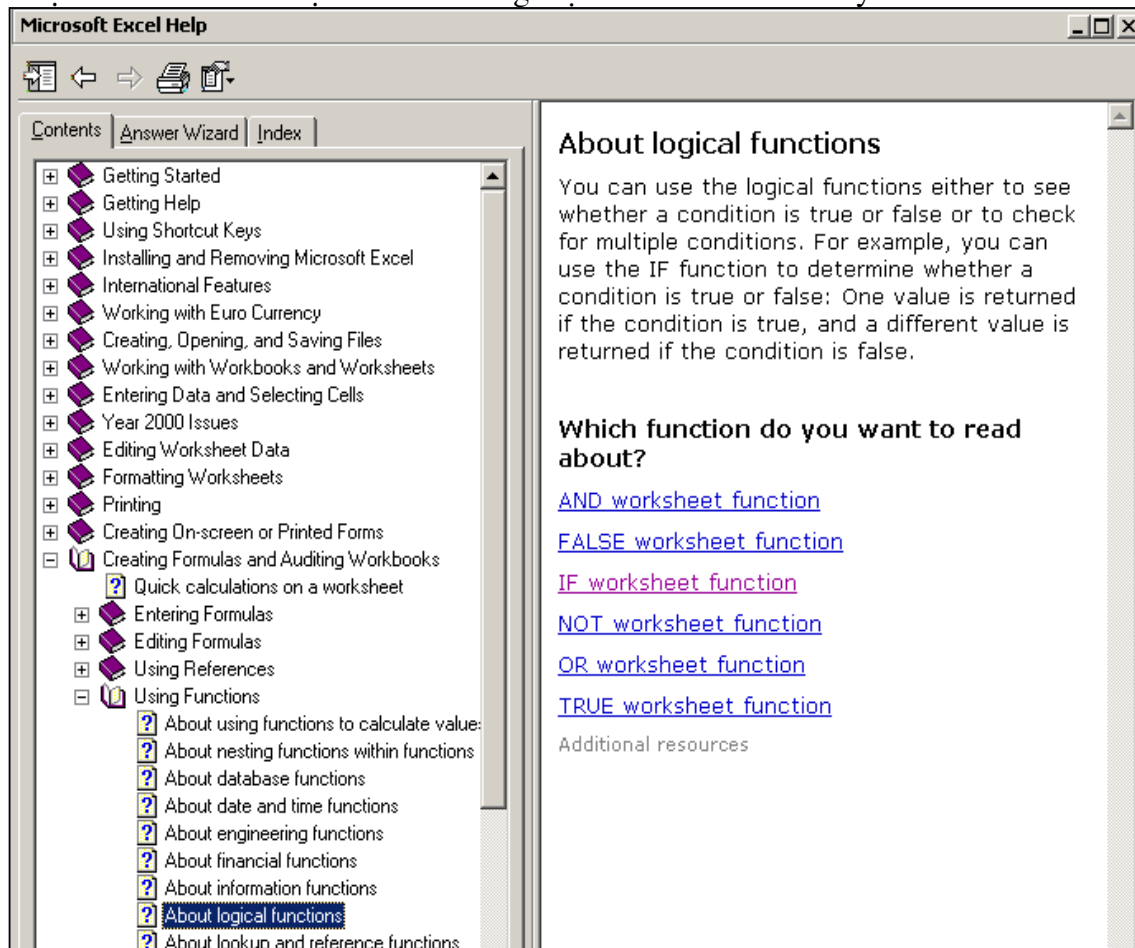 Microsoft Excel Help
Contents Answer Wizard Index
Getting Started
Getting Help
Using Shortcut Keys
Installing and Removing Microsoft Excel
International Features
Working with Euro Currency
Creating, Opening, and Saving Files
Working with Workbooks and Worksheets
Entering Data and Selecting Cells
Year 2000 Issues
Editing Worksheet Data
Formatting Worksheets
Printing
Creating On-screen or Printed Forms
Creating Formulas and Auditing Workbooks
Quick calculations on a worksheet
Entering Formulas
Editing Formulas
Using References
Using Functions
About using functions to calculate value
About nesting functions within functions
About database functions
About date and time functions
About engineering functions
About financial functions
About information functions
About logical functions
About lookup and reference functions
About logical functions
You can use the logical functions either to see
whether a condition is true or false or to check
for multiple conditions. For example, you can
use the IF function to determine whether a
condition is true or false: One value is returned
if the condition is true, and a different value is
returned if the condition is false.
Which function do you want to read
about?
AND worksheet function
FALSE worksheet function
IF worksheet function
NOT worksheet function
OR worksheet function
TRUE worksheet function
Additional resources